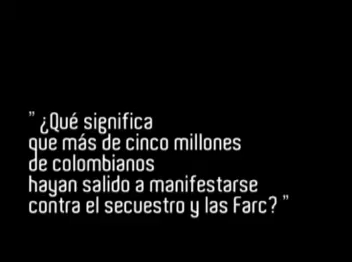 " ¿Qué significa
que más de cinco millones
de colombianos
hayan salido a manifestarse
contra el secuestro y las Farc? "